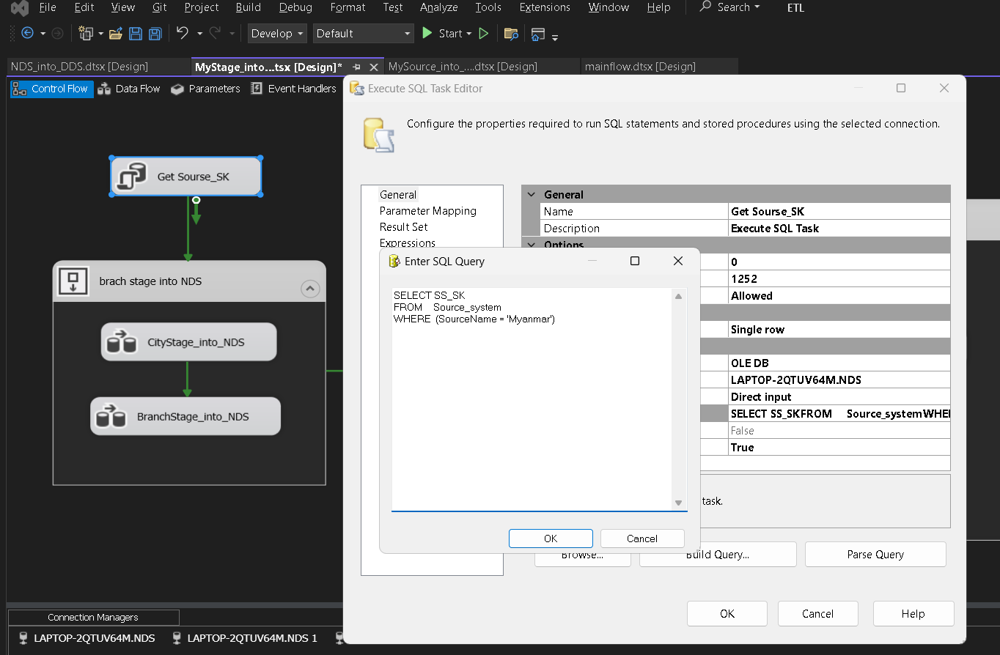 File Edit View Git Project Build Debug Format Test Analyze Tools Extensions Window Help Search ETL
Develop Default Start
NDS_into_DDS.dtsx [Design] MyStage_into...tsx [Design]* MySource_into_....dtsx [Design] mainflow.dtsx [Design]
Control Flow Data Flow Parameters Event Handlers
Get Sourse_SK
brach stage into NDS
CityStage_into_NDS
BranchStage_into_NDS
Connection Managers
LAPTOP-2QTUV64M.NDS LAPTOP-2QTUV64M.NDS 1
Execute SQL Task Editor
Configure the properties required to run SQL statements and stored procedures using the selected connection.
General
Parameter Mapping
Result Set
Expressions
General
Name Get Sourse_SK
Description Execute SQL Task
Options
0
1252
Allowed
Single row
OLE DB
LAPTOP-2QTUV64M.NDS
Direct input
SELECT SS_SKFROM Source_systemWHE
False
True
task.
Browse... Build Query... Parse Query
OK Cancel Help
Enter SQL Query
SELECT SS_SK
FROM Source_system
WHERE (SourceName = 'Myanmar')
OK Cancel